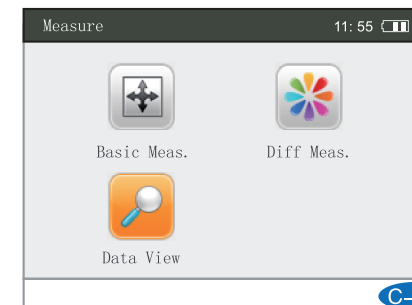 Measure 11: 55
Basic Meas. Diff Meas.
Data View
C-